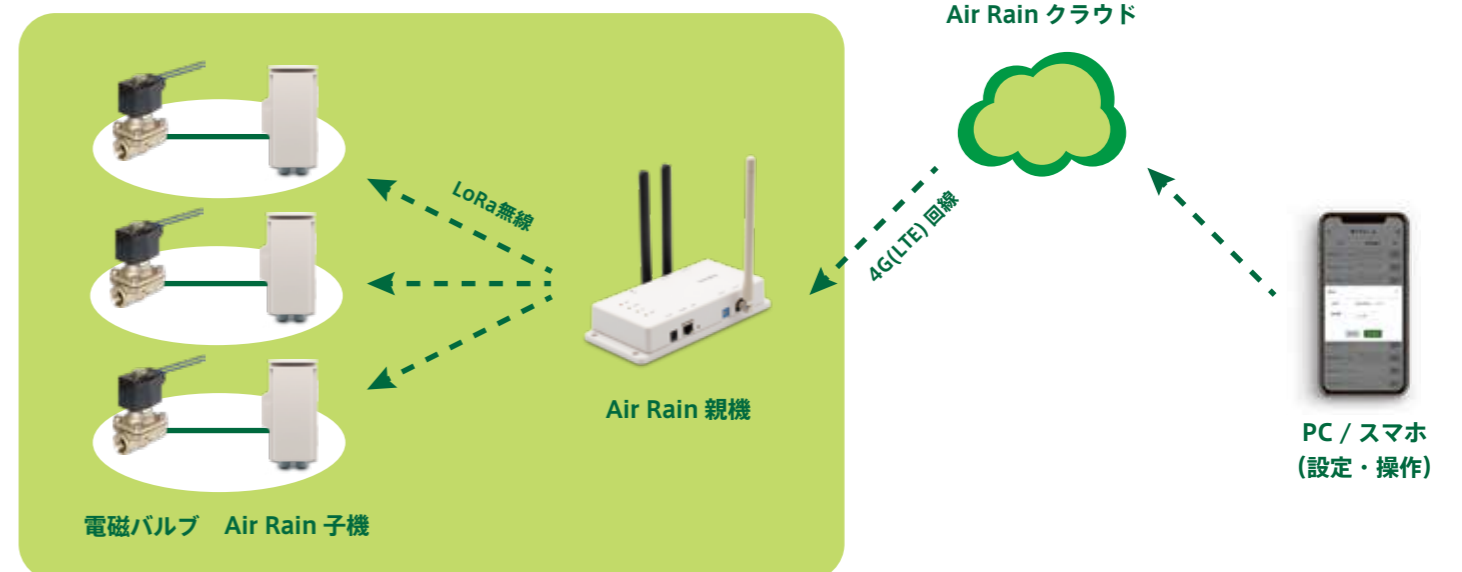 Air Rain クラウド
LoRa無線
4G(LTE) 回線
Air Rain 親機
PC / スマホ
(設定・操作)
電磁バルブ Air Rain 子機